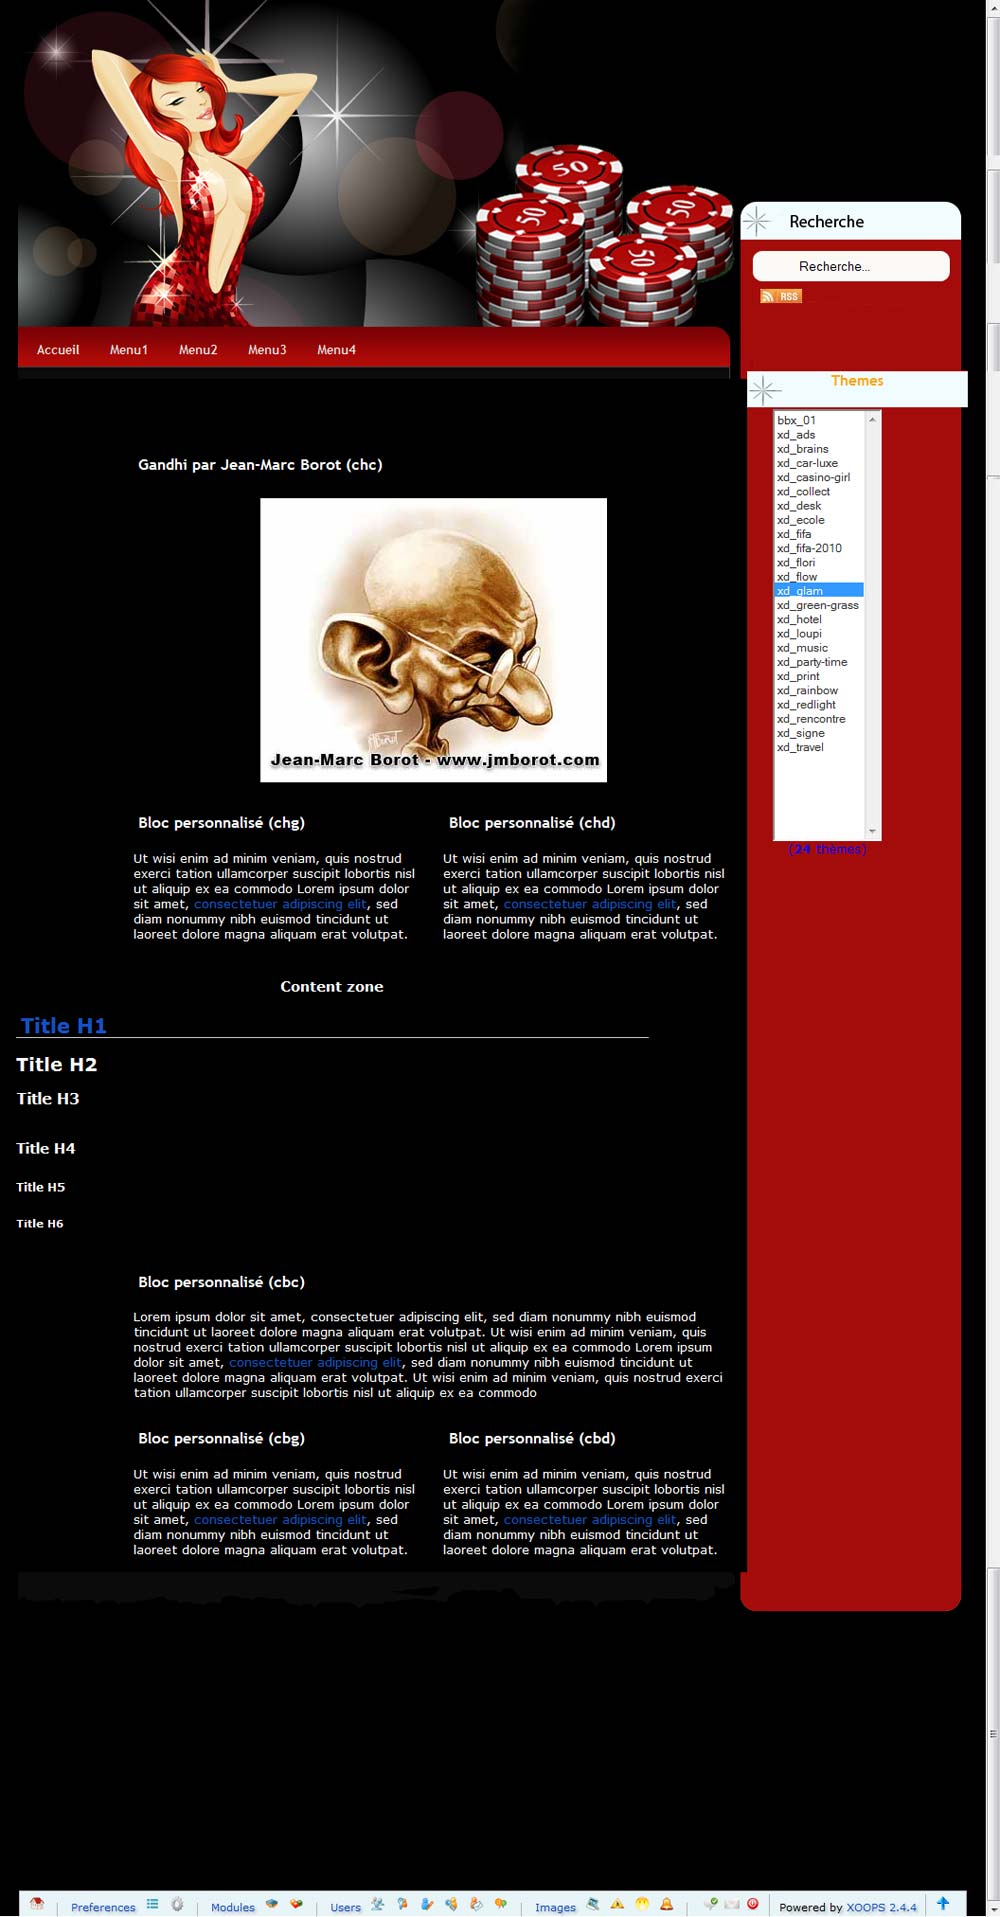 50
50
50
50
Recherche
Recherche...
RSS
Accueil Menu1 Menu2 Menu3 Menu4
Themes
bbx_01
xd_ads
xd_brains
xd_car-luxe
xd_casino-girl
xd_collect
xd_desk
xd_ecole
xd_fifa
xd_fifa-2010
xd_flori
xd_flow
xd_glam
xd_green-grass
xd_hotel
xd_loupi
xd_music
xd_party-time
xd_print
xd_rainbow
xd_redlight
xd_rencontre
xd_signe
xd_travel
(24 thèmes)
Gandhi par Jean-Marc Borot (chc)
Jean-Marc Borot - www.jmborot.com
Bloc personnalisé (chg)
Ut wisi enim ad minim veniam, quis nostrud
exerci tation ullamcorper suscipit lobortis nisl
ut aliquip ex ea commodo Lorem ipsum dolor
sit amet, consectetuer adipiscing elit, sed
diam nonummy nibh euismod tincidunt ut
laoreet dolore magna aliquam erat volutpat.
Bloc personnalisé (chd)
Ut wisi enim ad minim veniam, quis nostrud
exerci tation ullamcorper suscipit lobortis nisl
ut aliquip ex ea commodo Lorem ipsum dolor
sit amet, consectetuer adipiscing elit, sed
diam nonummy nibh euismod tincidunt ut
laoreet dolore magna aliquam erat volutpat.
Content zone
Title H1
Title H2
Title H3
Title H4
Title H5
Title H6
Bloc personnalisé (cbc)
Lorem ipsum dolor sit amet, consectetuer adipiscing elit, sed diam nonummy nibh euismod
tincidunt ut laoreet dolore magna aliquam erat volutpat. Ut wisi enim ad minim veniam, quis
nostrud exerci tation ullamcorper suscipit lobortis nisl ut aliquip ex ea commodo Lorem ipsum
dolor sit amet, consectetuer adipiscing elit, sed diam nonummy nibh euismod tincidunt ut
laoreet dolore magna aliquam erat volutpat. Ut wisi enim ad minim veniam, quis nostrud exerci
tation ullamcorper suscipit lobortis nisl ut aliquip ex ea commodo
Bloc personnalisé (cbg)
Ut wisi enim ad minim veniam, quis nostrud
exerci tation ullamcorper suscipit lobortis nisl
ut aliquip ex ea commodo Lorem ipsum dolor
sit amet, consectetuer adipiscing elit, sed
diam nonummy nibh euismod tincidunt ut
laoreet dolore magna aliquam erat volutpat.
Bloc personnalisé (cbd)
Ut wisi enim ad minim veniam, quis nostrud
exerci tation ullamcorper suscipit lobortis nisl
ut aliquip ex ea commodo Lorem ipsum dolor
sit amet, consectetuer adipiscing elit, sed
diam nonummy nibh euismod tincidunt ut
laoreet dolore magna aliquam erat volutpat.
Preferences Modules Users Images Powered by XOOPS 2.4.4